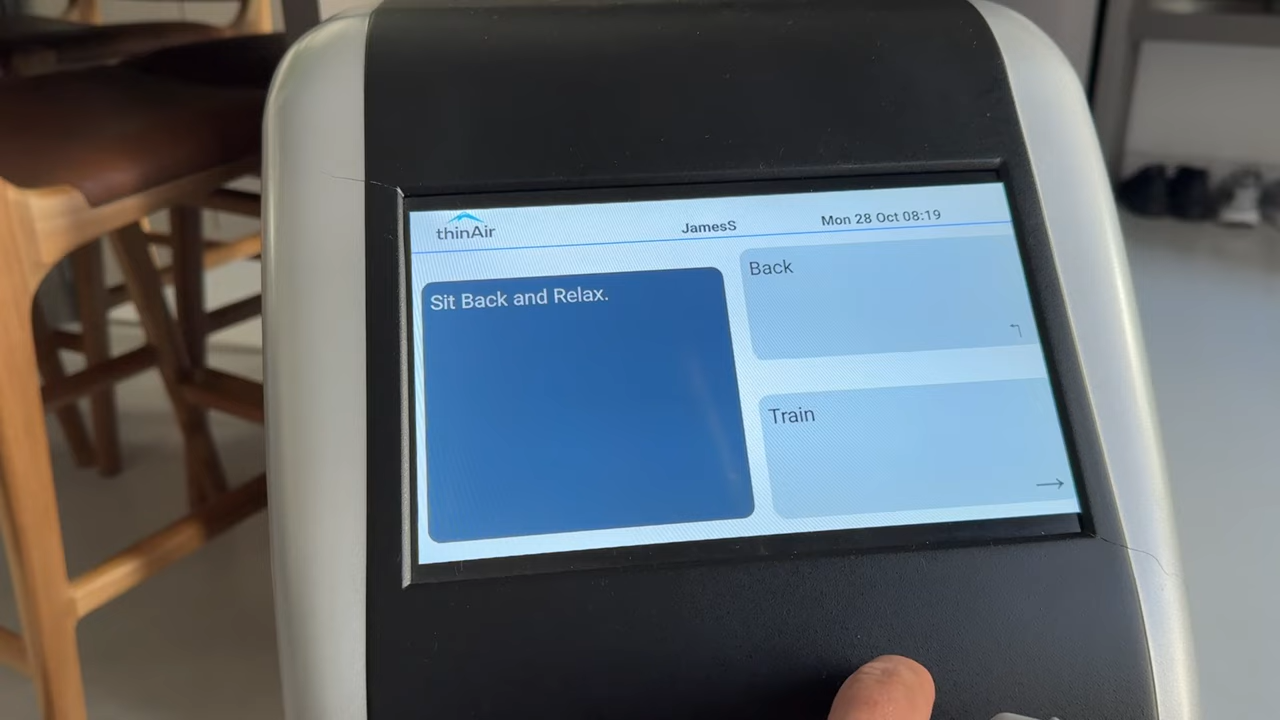 thinAir
JamesS
Mon 28 Oct 08:19
Sit Back and Relax.
Back
Train